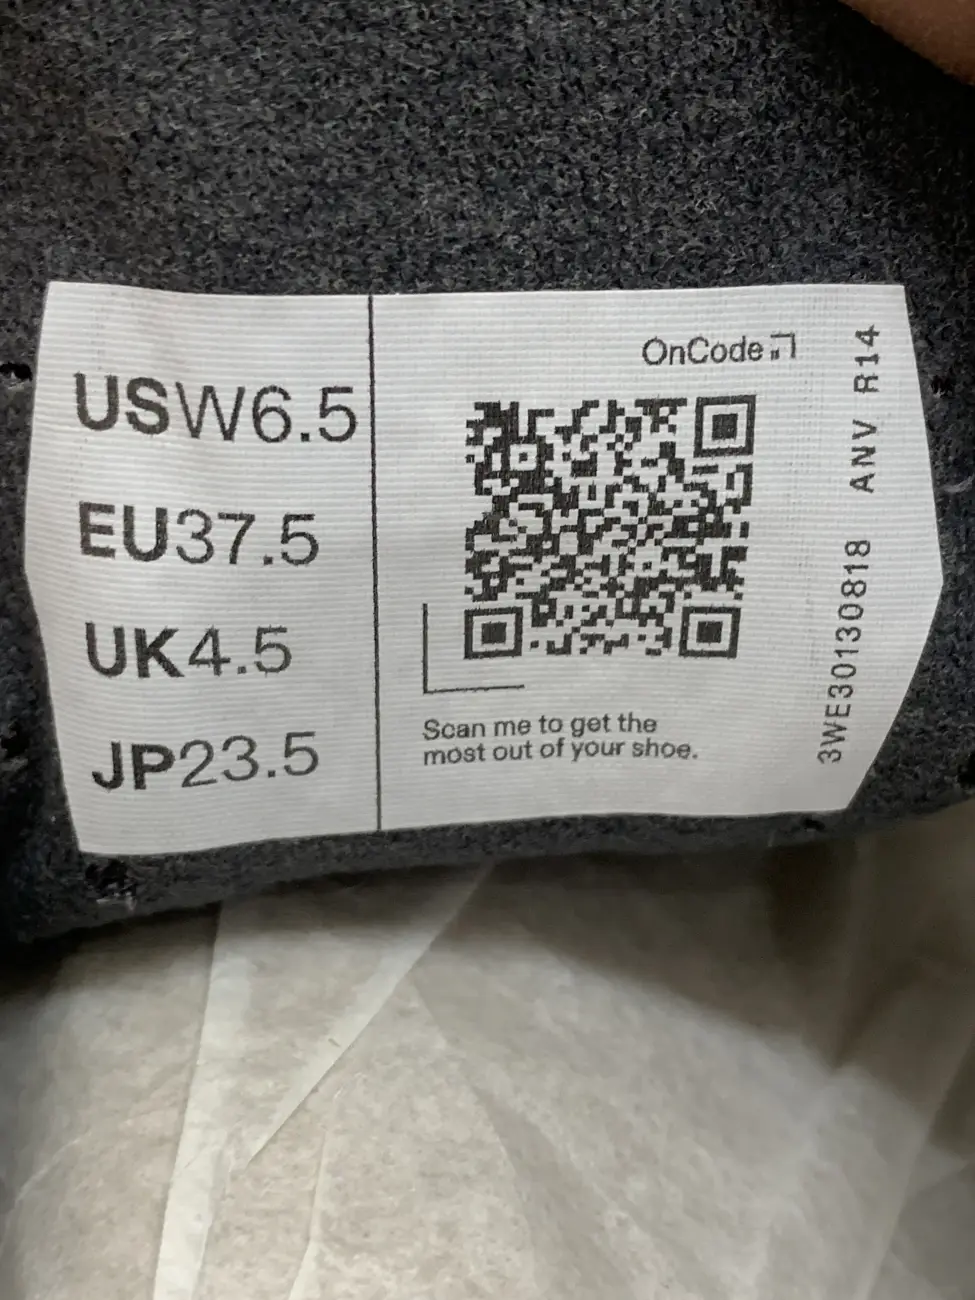 USW6.5
EU37.5
UK4.5
JP23.5
OnCode
Scan me to get the
most out of your shoe.
3WE30130818 ANV R14